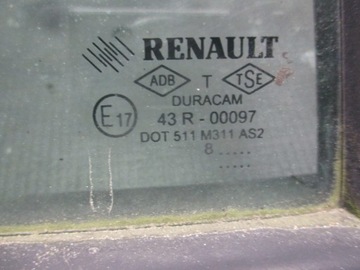 RENAULT
ADB T TSE
DURACAM
E17 43 R - 00097
DOT 511 M311 AS2
8 .....
.....